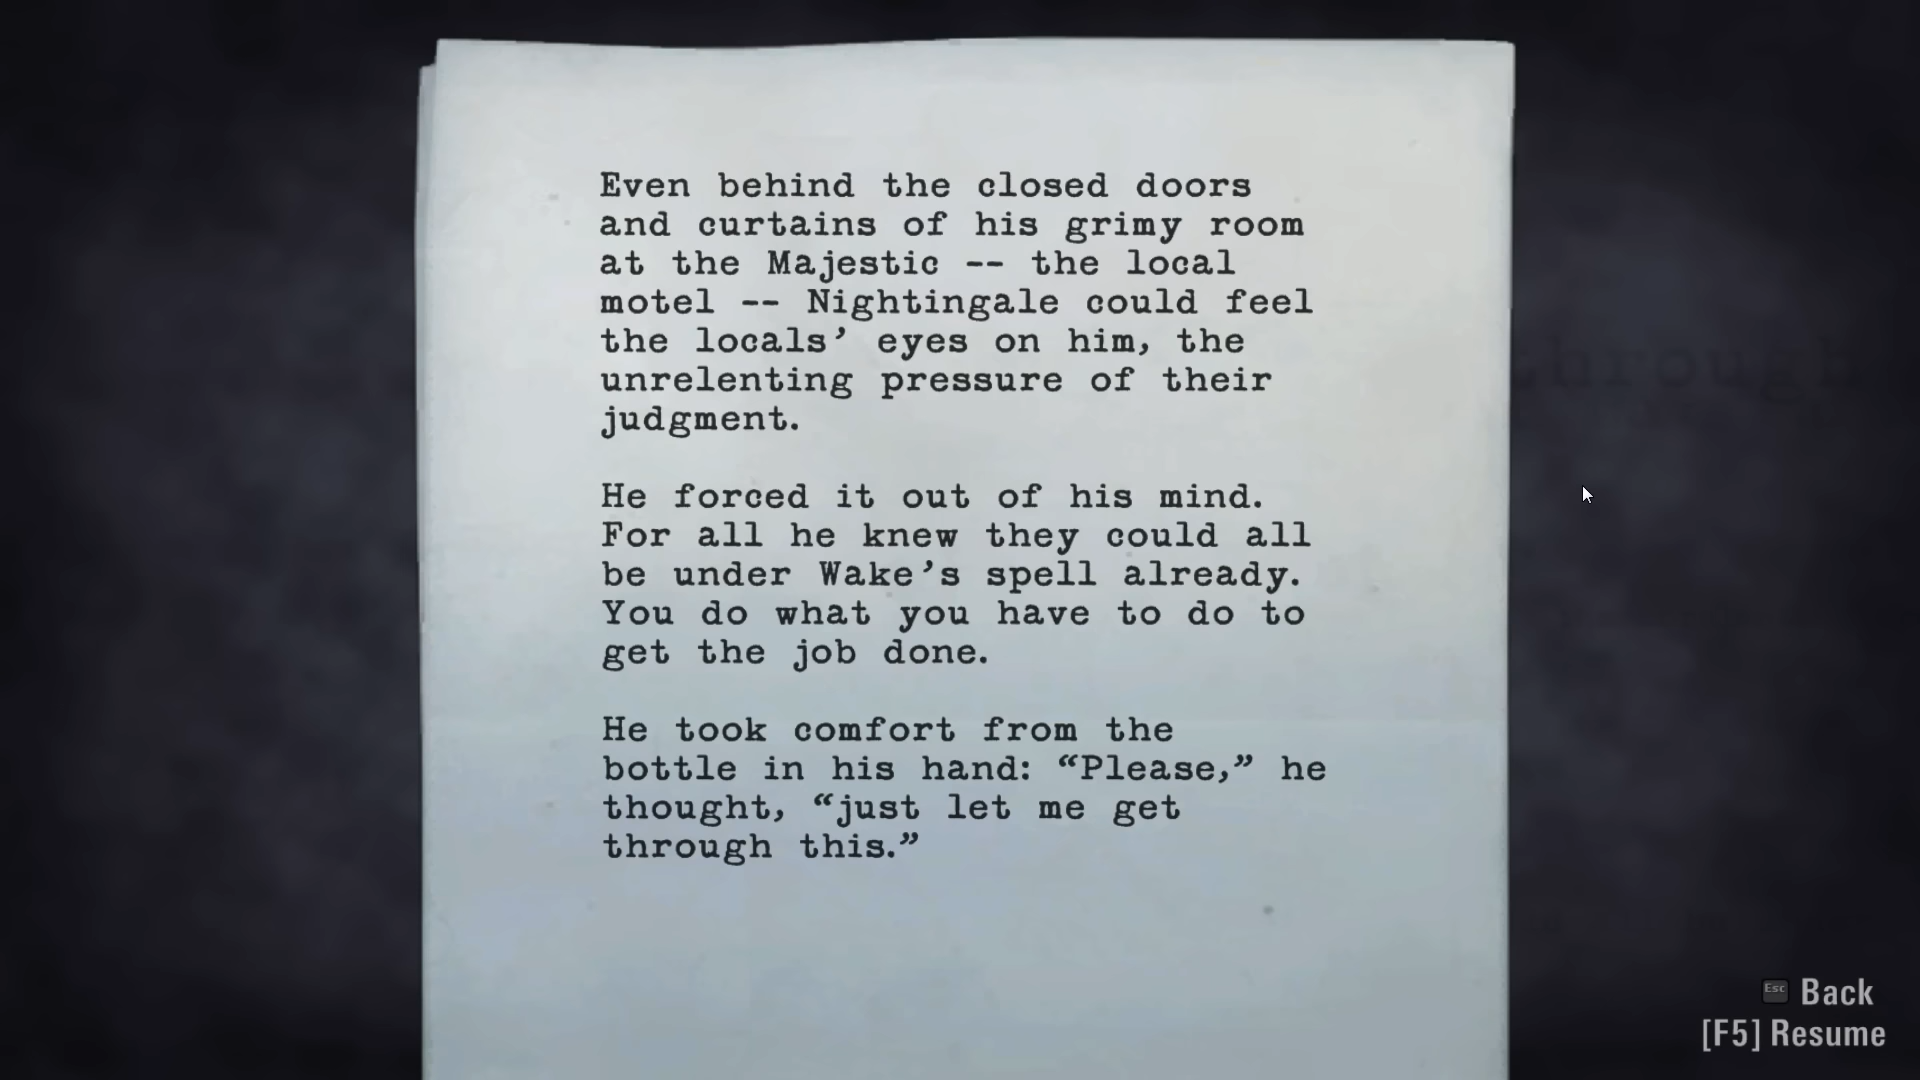 Even behind the closed doors
and curtains of his grimy room
at the Majestic -- the local
motel -- Nightingale could feel
the locals’ eyes on him, the
unrelenting pressure of their
judgment.
He forced it out of his mind.
For all he knew they could all
be under Wake’s spell already.
You do what you have to do to
get the job done.
He took comfort from the
bottle in his hand: “Please,” he
thought, “just let me get
through this.”
through
Esc Back
[F5] Resume